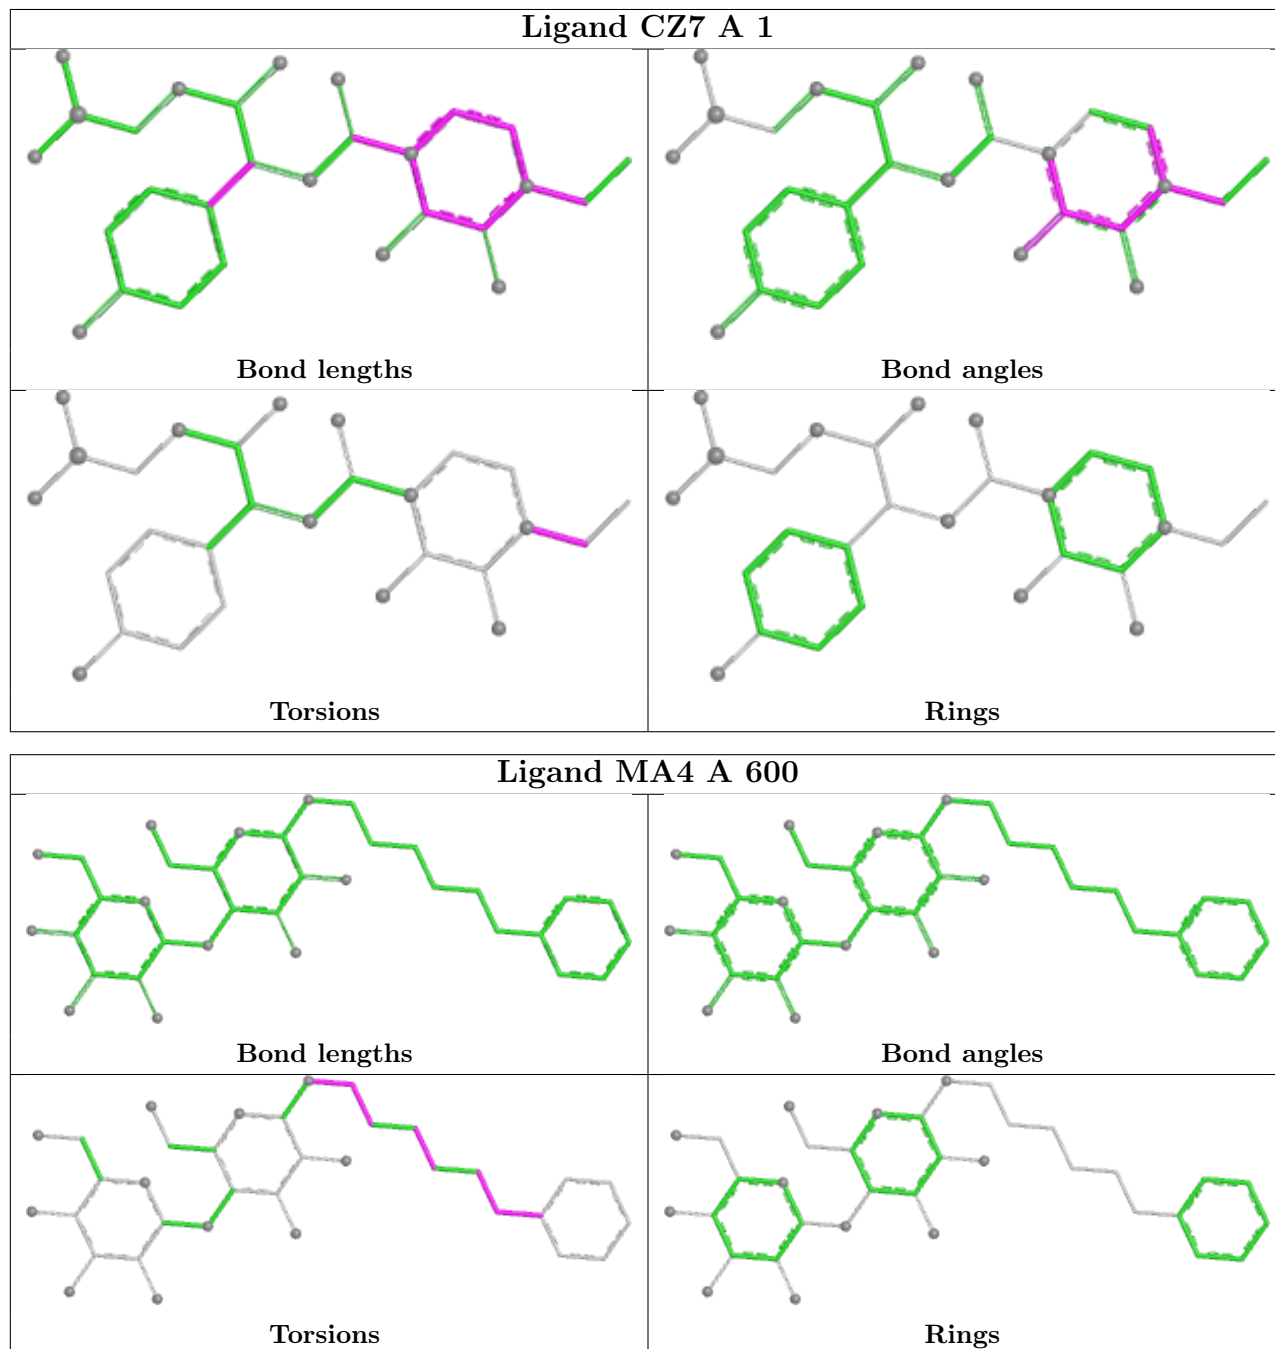 Ligand CZ7 A 1
Bond lengths
Bond angles
Torsions
Rings
Ligand MA4 A 600
Bond lengths
Bond angles
Torsions
Rings